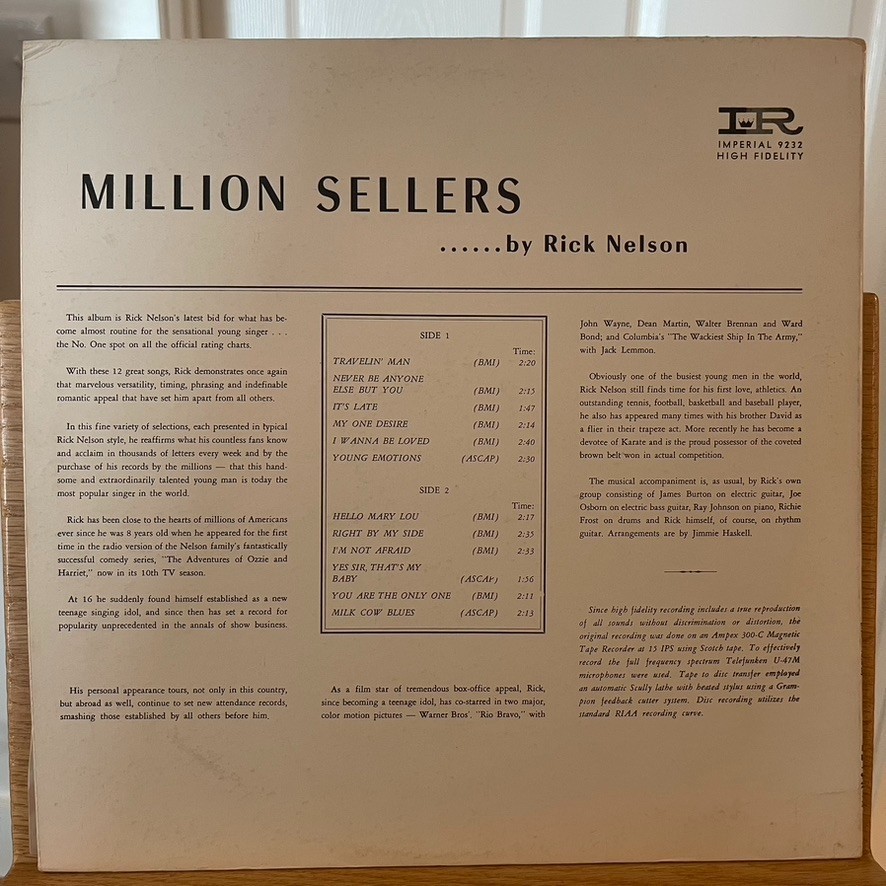 IR
IMPERIAL 9232
HIGH FIDELITY
MILLION SELLERS
......by Rick Nelson
This album is Rick Nelson's latest bid for what has be-
come almost routine for the sensational young singer . . .
the No. One spot on all the official rating charts.
With these 12 great songs, Rick demonstrates once again
that marvelous versatility, timing, phrasing and indefinable
romantic appeal that have set him apart from all others.
In this fine variety of selections, each presented in typical
Rick Nelson style, he reaffirms what his countless fans know
and acclaim in thousands of letters every week and by the
purchase of his records by the millions — that this hand-
some and extraordinarily talented young man is today the
most popular singer in the world.
Rick has been close to the hearts of millions of Americans
ever since he was 8 years old when he appeared for the first
time in the radio version of the Nelson family's fantastically
successful comedy series, "The Adventures of Ozzie and
Harriet," now in its 10th TV season.
At 16 he suddenly found himself established as a new
teenage singing idol, and since then has set a record for
popularity unprecedented in the annals of show business.
His personal appearance tours, not only in this country,
but abroad as well, continue to set new attendance records,
smashing those established by all others before him.
SIDE 1
Time:
TRAVELIN' MAN (BMI) 2:20
NEVER BE ANYONE
ELSE BUT YOU (BMI) 2:15
IT'S LATE (BMI) 1:47
MY ONE DESIRE (BMI) 2:14
I WANNA BE LOVED (BMI) 2:40
YOUNG EMOTIONS (ASCAP) 2:30
SIDE 2
Time:
HELLO MARY LOU (BMI) 2:17
RIGHT BY MY SIDE (BMI) 2:35
I'M NOT AFRAID (BMI) 2:33
YES SIR, THAT'S MY
BABY (ASCAP) 1:56
YOU ARE THE ONLY ONE (BMI) 2:11
MILK COW BLUES (ASCAP) 2:13
As a film star of tremendous box-office appeal, Rick,
since becoming a teenage idol, has co-starred in two major,
color motion pictures — Warner Bros'. "Rio Bravo," with
John Wayne, Dean Martin, Walter Brennan and Ward
Bond; and Columbia's "The Wackiest Ship In The Army,"
with Jack Lemmon.
Obviously one of the busiest young men in the world,
Rick Nelson still finds time for his first love, athletics. An
outstanding tennis, football, basketball and baseball player,
he also has appeared many times with his brother David as
a flier in their trapeze act. More recently he has become a
devotee of Karate and is the proud possessor of the coveted
brown belt won in actual competition.
The musical accompaniment is, as usual, by Rick's own
group consisting of James Burton on electric guitar, Joe
Osborn on electric bass guitar, Ray Johnson on piano, Richie
Frost on drums and Rick himself, of course, on rhythm
guitar. Arrangements are by Jimmie Haskell.
Since high fidelity recording includes a true reproduction
of all sounds without discrimination or distortion, the
original recording was done on an Ampex 300-C Magnetic
Tape Recorder at 15 IPS using Scotch tape. To effectively
record the full frequency spectrum Telefunken U-47M
microphones were used. Tape to disc transfer employed
an automatic Scully lathe with heated stylus using a Gram-
pion feedback cutter system. Disc recording utilizes the
standard RIAA recording curve.